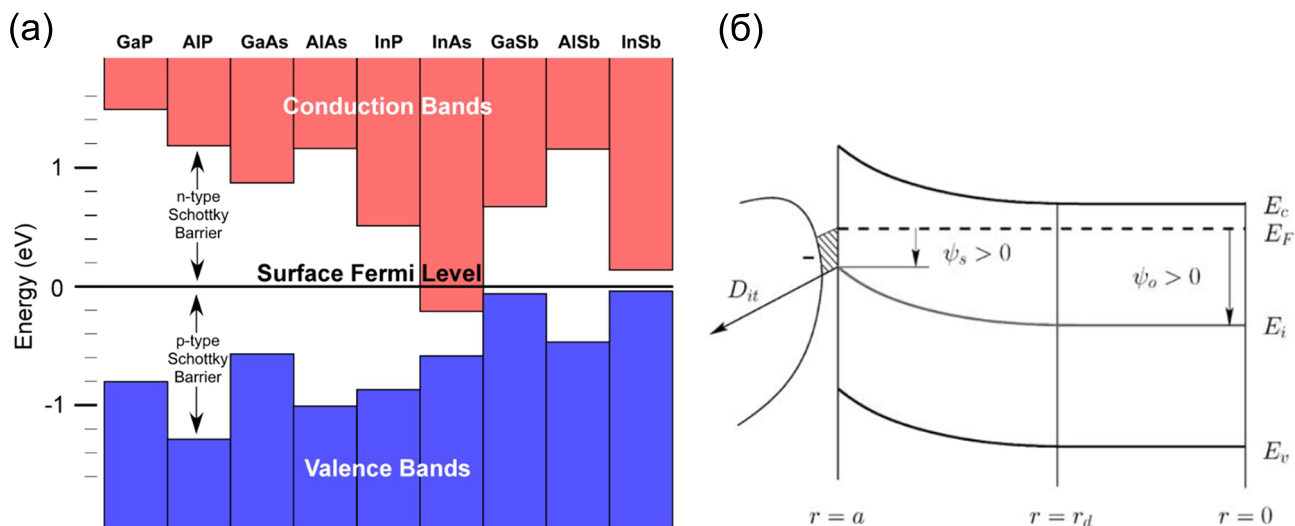 (а)
GaP AlP GaAs AlAs InP InAs GaSb AlSb InSb
Conduction Bands
1
n-type
Schottky
Barrier
Surface Fermi Level
0
p-type
Schottky
Barrier
-1
Valence Bands
Energy (eV)
(б)
E_c
E_F
ψ_s > 0
ψ_o > 0
D_it
E_i
E_v
r = a
r = r_d
r = 0